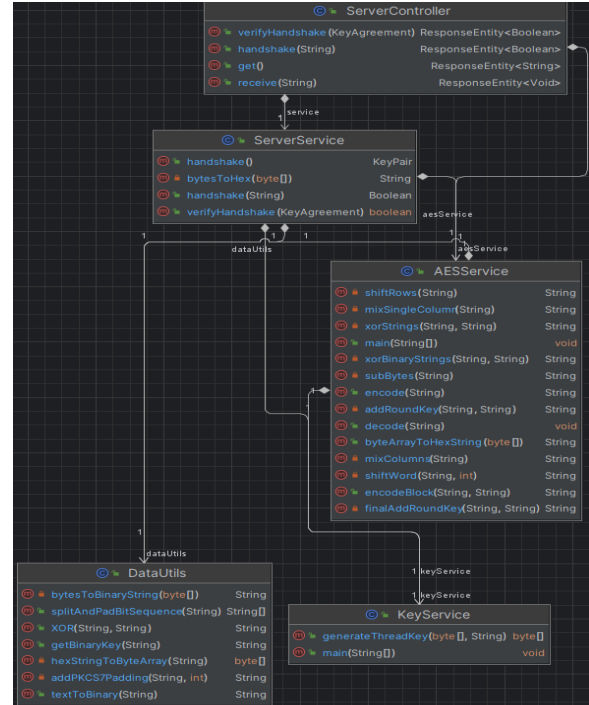 ServerController
verifyHandshake(KeyAgreement) ResponseEntity<Boolean>
handshake(String) ResponseEntity<Boolean>
get() ResponseEntity<String>
receive(String) ResponseEntity<Void>
service
1
ServerService
handshake() KeyPair
bytesToHex(byte[]) String
handshake(String) Boolean
verifyHandshake(KeyAgreement) boolean
aesService
1 1 1 1 1
dataUtils aesService
AESService
shiftRows(String) String
mixSingleColumn(String) String
xorStrings(String, String) String
main(String[]) void
xorBinaryStrings(String, String) String
subBytes(String) String
1 encode(String) String
addRoundKey(String, String) String
decode(String) void
byteArrayToHexString(byte[]) String
mixColumns(String) String
shiftWord(String, int) String
encodeBlock(String, String) String
finalAddRoundKey(String, String) String
1
dataUtils
DataUtils
bytesToBinaryString(byte[]) String
splitAndPadBitSequence(String) String[]
XOR(String, String) String
getBinaryKey(String) String
hexStringToByteArray(String) byte[]
addPKCS7Padding(String, int) String
textToBinary(String) String
1 keyService
1 keyService
KeyService
generateThreadKey(byte[], String) byte[]
main(String[]) void